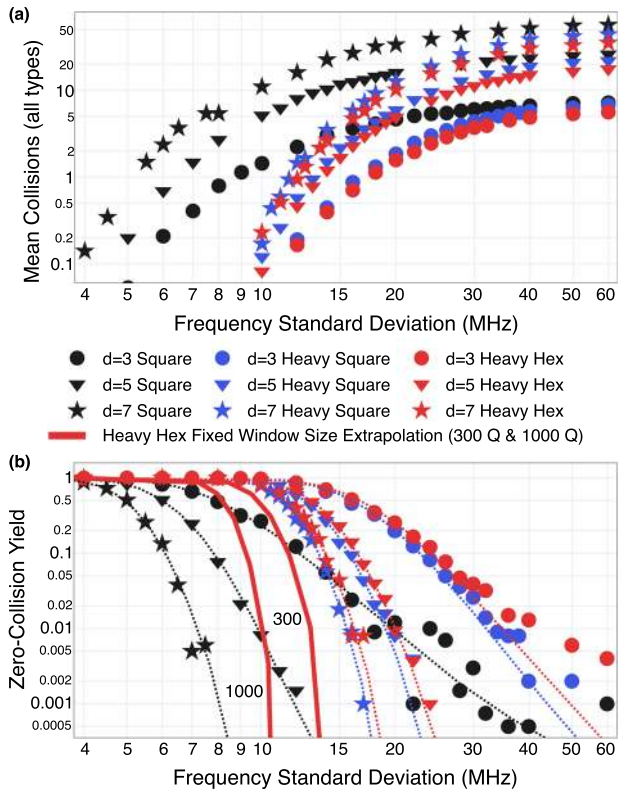 (a)
Mean Collisions (all types)
50
20
10
5
2
1
0.5
0.2
0.1
4 5 6 7 8 9 10 15 20 30 40 50 60
Frequency Standard Deviation (MHz)
d=3 Square d=3 Heavy Square d=3 Heavy Hex
d=5 Square d=5 Heavy Square d=5 Heavy Hex
d=7 Square d=7 Heavy Square d=7 Heavy Hex
Heavy Hex Fixed Window Size Extrapolation (300 Q & 1000 Q)
(b)
Zero-Collision Yield
1
0.5
0.2
0.1
0.05
0.02
0.01
0.005
0.002
0.001
0.0005
300
1000
4 5 6 7 8 9 10 15 20 30 40 50 60
Frequency Standard Deviation (MHz)